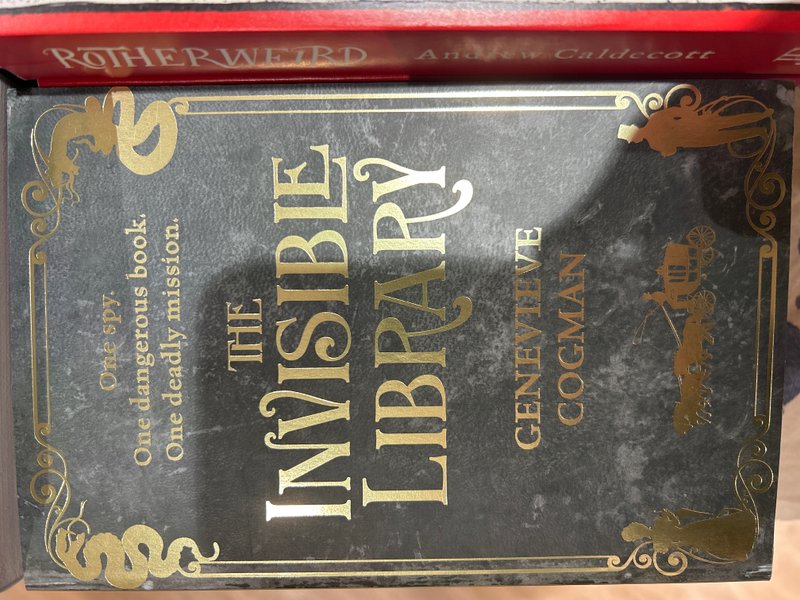 ROTHERWEIRD Andrew Caldecott
One spy.
One dangerous book.
One deadly mission.
THE
INVISIBLE
LIBRARY
GENEVIEVE
COGMAN